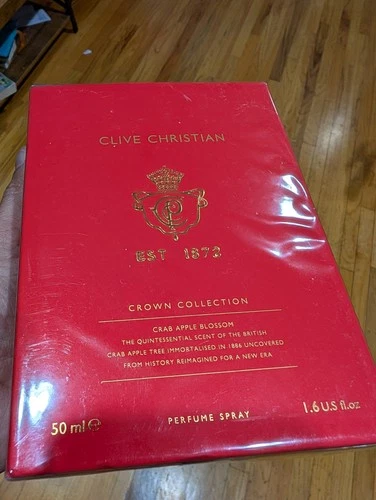 CLIVE CHRISTIAN
EST 1873
CROWN COLLECTION
CRAB APPLE BLOSSOM
THE QUINTESSENTIAL SCENT OF THE BRITISH
CRAB APPLE TREE IMMORTALISED IN 1886 UNCOVERED
FROM HISTORY REIMAGINED FOR A NEW ERA
50 ml ℮
PERFUME SPRAY
1.6 U.S fl.oz